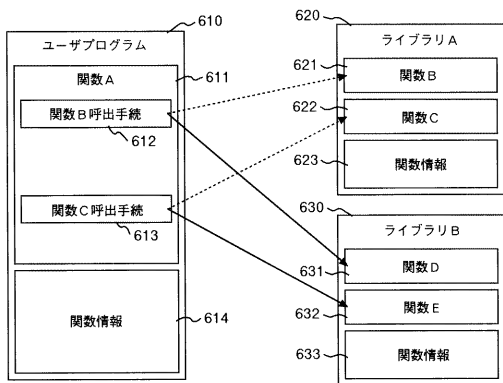 610
ユーザプログラム
関数A
611
関数B呼出手続
612
関数C呼出手続
613
関数情報
614
620
ライブラリA
621
関数B
622
関数C
623
関数情報
630
ライブラリB
631
関数D
632
関数E
633
関数情報